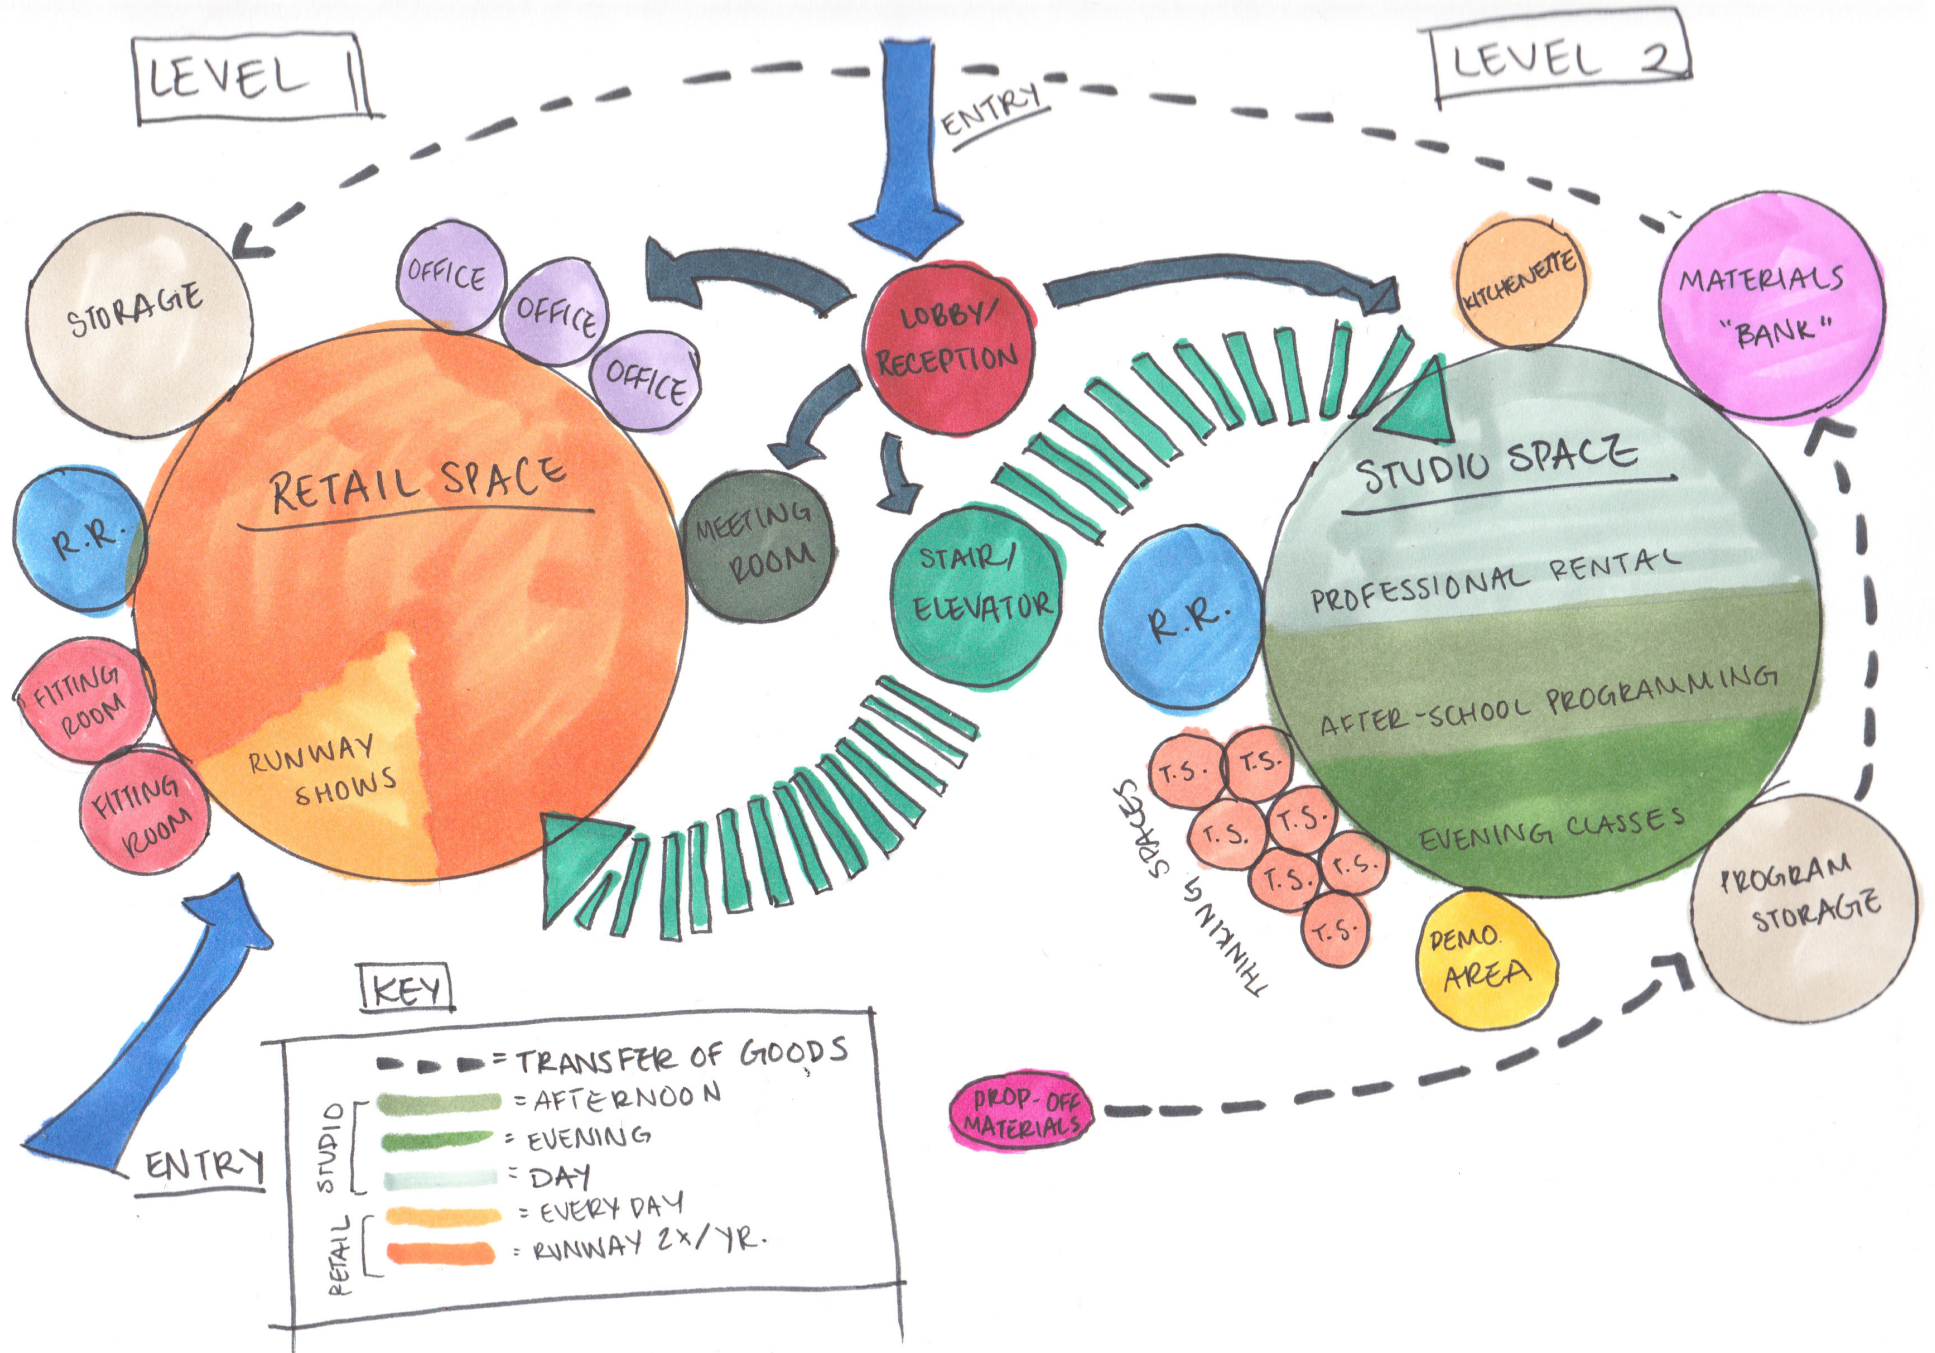 LEVEL 1
LEVEL 2
ENTRY
STORAGE
OFFICE
OFFICE
OFFICE
LOBBY/
RECEPTION
KITCHENETTE
MATERIALS
"BANK"
RETAIL SPACE
R.R.
MEETING
ROOM
STAIR/
ELEVATOR
R.R.
STUDIO SPACE
PROFESSIONAL RENTAL
AFTER-SCHOOL PROGRAMMING
EVENING CLASSES
FITTING
ROOM
FITTING
ROOM
RUNWAY
SHOWS
T.S.
T.S.
T.S.
T.S.
T.S.
T.S.
T.S.
THINKING SPACES
DEMO.
AREA
PROGRAM
STORAGE
ENTRY
KEY
= TRANSFER OF GOODS
STUDIO
= AFTERNOON
= EVENING
= DAY
RETAIL
= EVERY DAY
= RUNWAY 2X/YR.
DROP-OFF
MATERIALS